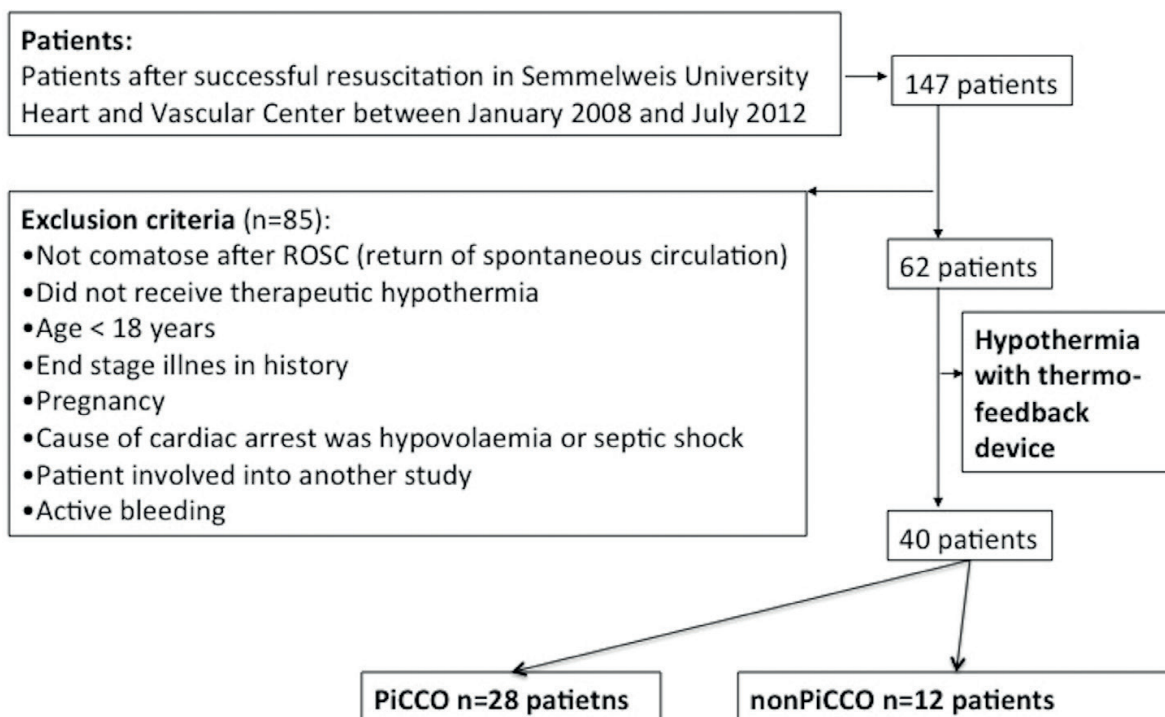 Patients:
Patients after successful resuscitation in Semmelweis University
Heart and Vascular Center between January 2008 and July 2012
147 patients
Exclusion criteria (n=85):
•Not comatose after ROSC (return of spontaneous circulation)
•Did not receive therapeutic hypothermia
•Age < 18 years
•End stage illnes in history
•Pregnancy
•Cause of cardiac arrest was hypovolaemia or septic shock
•Patient involved into another study
•Active bleeding
62 patients
Hypothermia
with thermo-
feedback
device
40 patients
PiCCO n=28 patietns
nonPiCCO n=12 patients